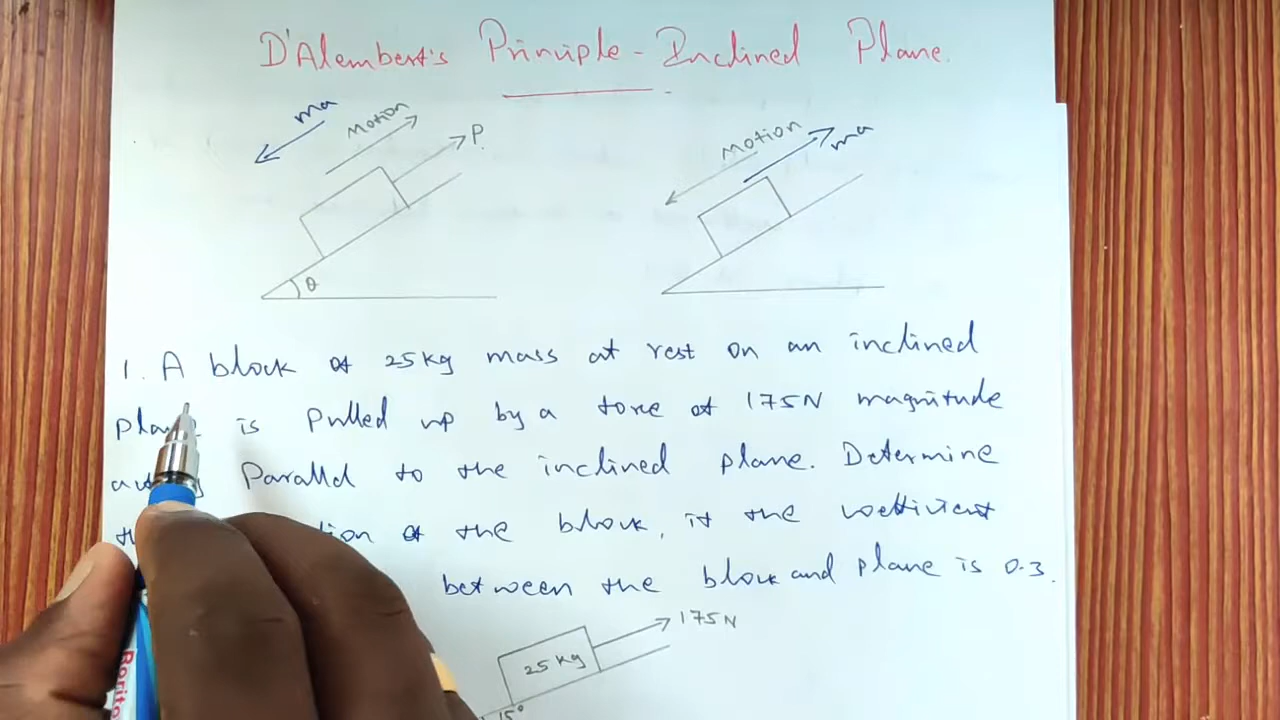 D'Alembert's Principle - Inclined Plane.
ma
Motion
P.
θ
Motion
ma
1. A block of 25kg mass at rest on an inclined
is pulled up by a force of 175N magnitude
parallel to the inclined plane. Determine
of the block, if the coefficient
between the block and plane is 0.3.
175N
25kg
15°